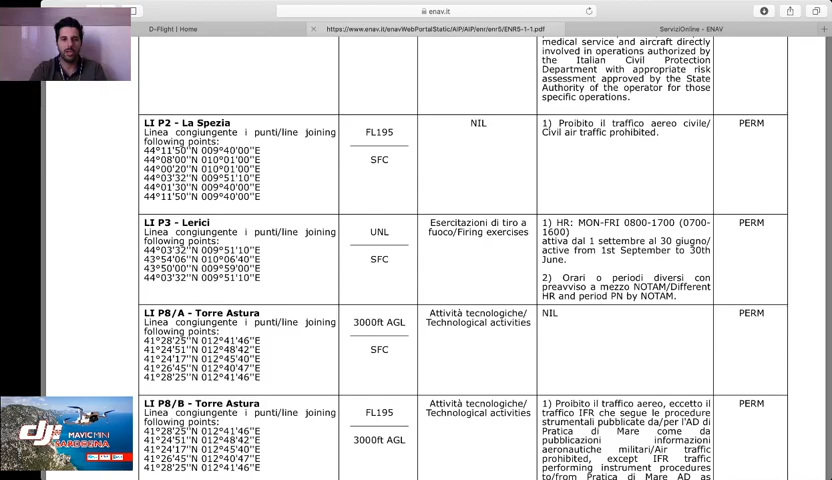 enav.it
D-Flight | Home
https://www.enav.it/enavWebPortalStatic/AIP/AIP/enr/enr5/ENR5-1-1.pdf
ServiziOnline - ENAV
medical service and aircraft directly
involved in operations authorized by
the Italian Civil Protection
Department with appropriate risk
assessment approved by the State
Authority of the operator for those
specific operations.
LI P2 - La Spezia
Linea congiungente i punti/line joining
following points:
44°11'50''N 009°40'00''E
44°08'00''N 010°01'00''E
44°00'20''N 010°01'00''E
44°03'32''N 009°51'10''E
44°01'30''N 009°40'00''E
44°11'50''N 009°40'00''E
FL195
SFC
NIL
1) Proibito il traffico aereo civile/
Civil air traffic prohibited.
PERM
LI P3 - Lerici
Linea congiungente i punti/line joining
following points:
44°03'32''N 009°51'10''E
43°54'06''N 010°06'40''E
43°50'00''N 009°59'00''E
44°03'32''N 009°51'10''E
UNL
SFC
Esercitazioni di tiro a
fuoco/Firing exercises
1) HR: MON-FRI 0800-1700 (0700-
1600)
attiva dal 1 settembre al 30 giugno/
active from 1st September to 30th
June.
2) Orari o periodi diversi con
preavviso a mezzo NOTAM/Different
HR and period PN by NOTAM.
PERM
LI P8/A - Torre Astura
Linea congiungente i punti/line joining
following points:
41°28'25''N 012°41'46''E
41°24'51''N 012°48'42''E
41°24'17''N 012°45'40''E
41°26'45''N 012°40'47''E
41°28'25''N 012°41'46''E
3000ft AGL
SFC
Attività tecnologiche/
Technological activities
NIL
PERM
LI P8/B - Torre Astura
Linea congiungente i punti/line joining
following points:
41°28'25''N 012°41'46''E
41°24'51''N 012°48'42''E
41°24'17''N 012°45'40''E
41°26'45''N 012°40'47''E
41°28'25''N 012°41'46''E
FL195
3000ft AGL
Attività tecnologiche/
Technological activities
1) Proibito il traffico aereo, eccetto il
traffico IFR che segue le procedure
strumentali pubblicate da/per l'AD di
Pratica di Mare come da
pubblicazioni informazioni
aeronautiche militari/Air traffic
prohibited, except IFR traffic
performing instrument procedures
to/from Pratica di Mare AD as
PERM
dji
MAVIC MINI
SARDEGNA